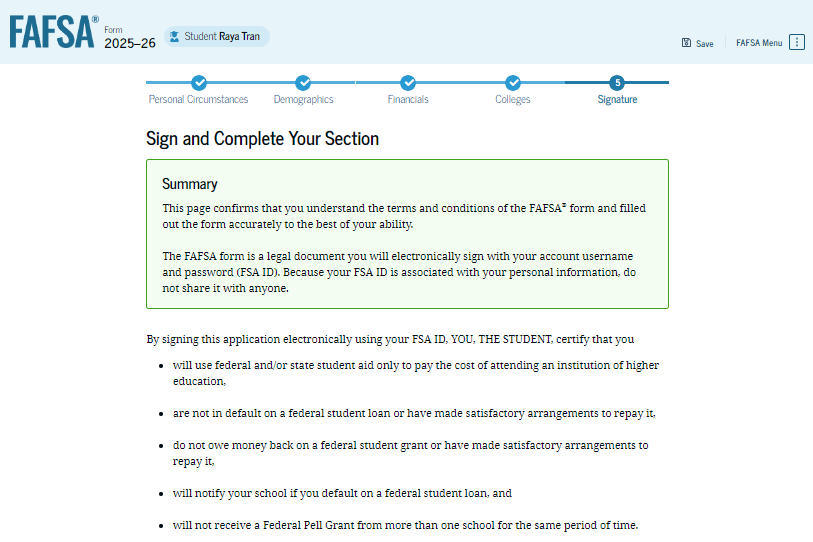 FAFSA®
Form
2025–26
Student Raya Tran
Save
FAFSA Menu
5
Personal Circumstances
Demographics
Financials
Colleges
Signature
Sign and Complete Your Section
Summary
This page confirms that you understand the terms and conditions of the FAFSA® form and filled
out the form accurately to the best of your ability.
The FAFSA form is a legal document you will electronically sign with your account username
and password (FSA ID). Because your FSA ID is associated with your personal information, do
not share it with anyone.
By signing this application electronically using your FSA ID, YOU, THE STUDENT, certify that you
• will use federal and/or state student aid only to pay the cost of attending an institution of higher
education,
• are not in default on a federal student loan or have made satisfactory arrangements to repay it,
• do not owe money back on a federal student grant or have made satisfactory arrangements to
repay it,
• will notify your school if you default on a federal student loan, and
• will not receive a Federal Pell Grant from more than one school for the same period of time.